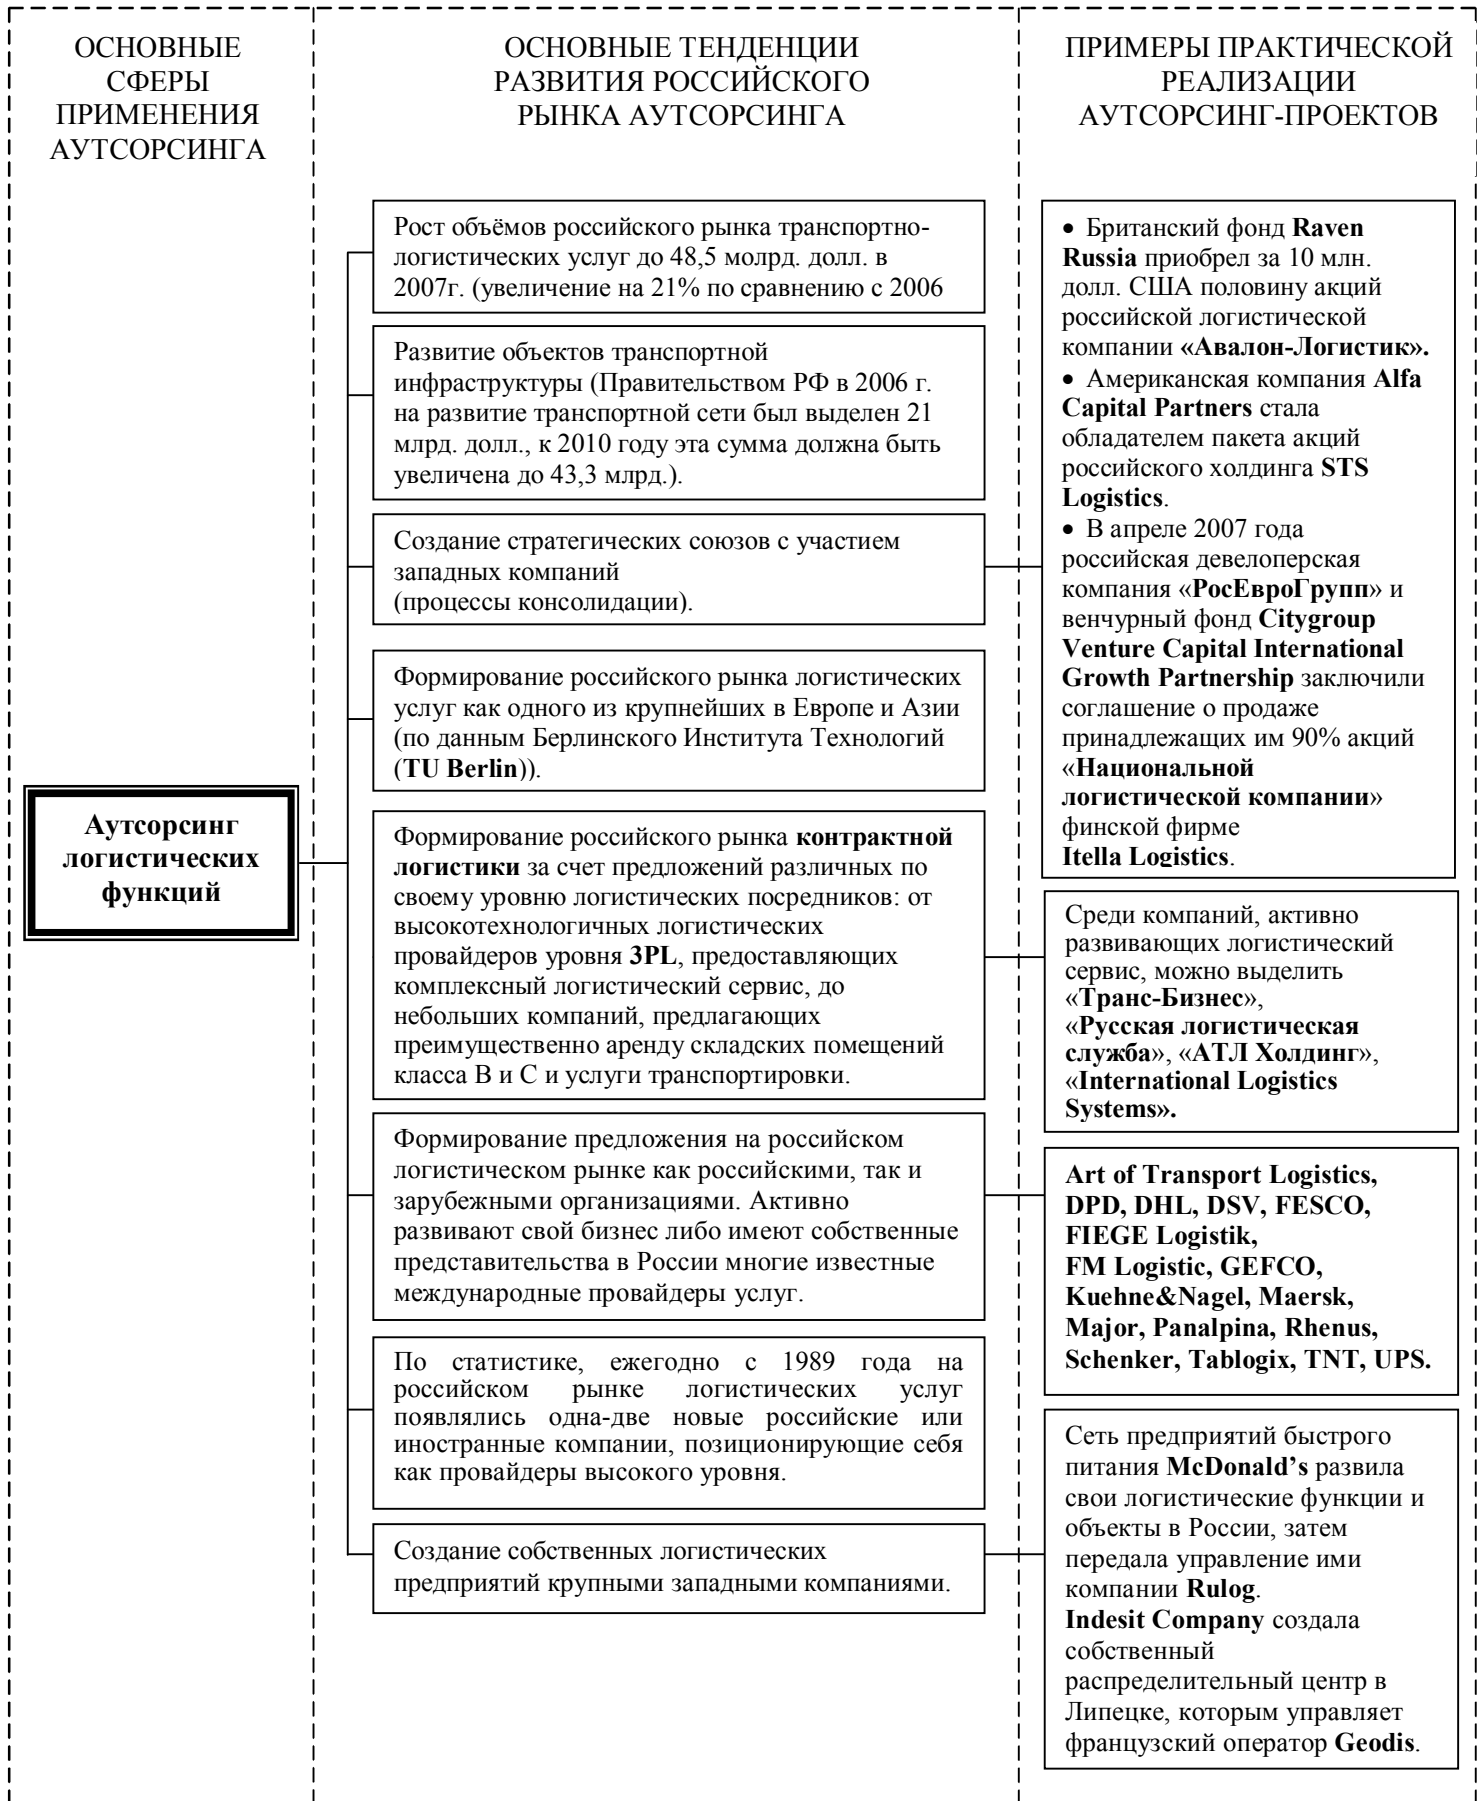 ОСНОВНЫЕ
СФЕРЫ
ПРИМЕНЕНИЯ
АУТСОРСИНГА
ОСНОВНЫЕ ТЕНДЕНЦИИ
РАЗВИТИЯ РОССИЙСКОГО
РЫНКА АУТСОРСИНГА
ПРИМЕРЫ ПРАКТИЧЕСКОЙ
РЕАЛИЗАЦИИ
АУТСОРСИНГ-ПРОЕКТОВ
Аутсорсинг
логистических
функций
Рост объёмов российского рынка транспортно-
логистических услуг до 48,5 молрд. долл. в
2007г. (увеличение на 21% по сравнению с 2006
Развитие объектов транспортной
инфраструктуры (Правительством РФ в 2006 г.
на развитие транспортной сети был выделен 21
млрд. долл., к 2010 году эта сумма должна быть
увеличена до 43,3 млрд.).
Создание стратегических союзов с участием
западных компаний
(процессы консолидации).
Формирование российского рынка логистических
услуг как одного из крупнейших в Европе и Азии
(по данным Берлинского Института Технологий
(TU Berlin)).
Формирование российского рынка контрактной
логистики за счет предложений различных по
своему уровню логистических посредников: от
высокотехнологичных логистических
провайдеров уровня 3PL, предоставляющих
комплексный логистический сервис, до
небольших компаний, предлагающих
преимущественно аренду складских помещений
класса В и С и услуги транспортировки.
Формирование предложения на российском
логистическом рынке как российскими, так и
зарубежными организациями. Активно
развивают свой бизнес либо имеют собственные
представительства в России многие известные
международные провайдеры услуг.
По статистике, ежегодно с 1989 года на
российском рынке логистических услуг
появлялись одна-две новые российские или
иностранные компании, позиционирующие себя
как провайдеры высокого уровня.
Создание собственных логистических
предприятий крупными западными компаниями.
• Британский фонд Raven
Russia приобрел за 10 млн.
долл. США половину акций
российской логистической
компании «Авалон-Логистик».
• Американская компания Alfa
Capital Partners стала
обладателем пакета акций
российского холдинга STS
Logistics.
• В апреле 2007 года
российская девелоперская
компания «РосЕвроГрупп» и
венчурный фонд Citygroup
Venture Capital International
Growth Partnership заключили
соглашение о продаже
принадлежащих им 90% акций
«Национальной
логистической компании»
финской фирме
Itella Logistics.
Среди компаний, активно
развивающих логистический
сервис, можно выделить
«Транс-Бизнес»,
«Русская логистическая
служба», «АТЛ Холдинг»,
«International Logistics
Systems».
Art of Transport Logistics,
DPD, DHL, DSV, FESCO,
FIEGE Logistik,
FM Logistic, GEFCO,
Kuehne&Nagel, Maersk,
Major, Panalpina, Rhenus,
Schenker, Tablogix, TNT, UPS.
Сеть предприятий быстрого
питания McDonald’s развила
свои логистические функции и
объекты в России, затем
передала управление ими
компании Rulog.
Indesit Company создала
собственный
распределительный центр в
Липецке, которым управляет
французский оператор Geodis.